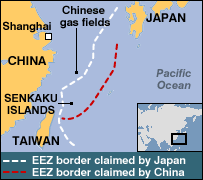 Chinese
gas fields
JAPAN
Shanghai
CHINA
Pacific
Ocean
SENKAKU
ISLANDS
TAIWAN
EEZ border claimed by Japan
EEZ border claimed by China